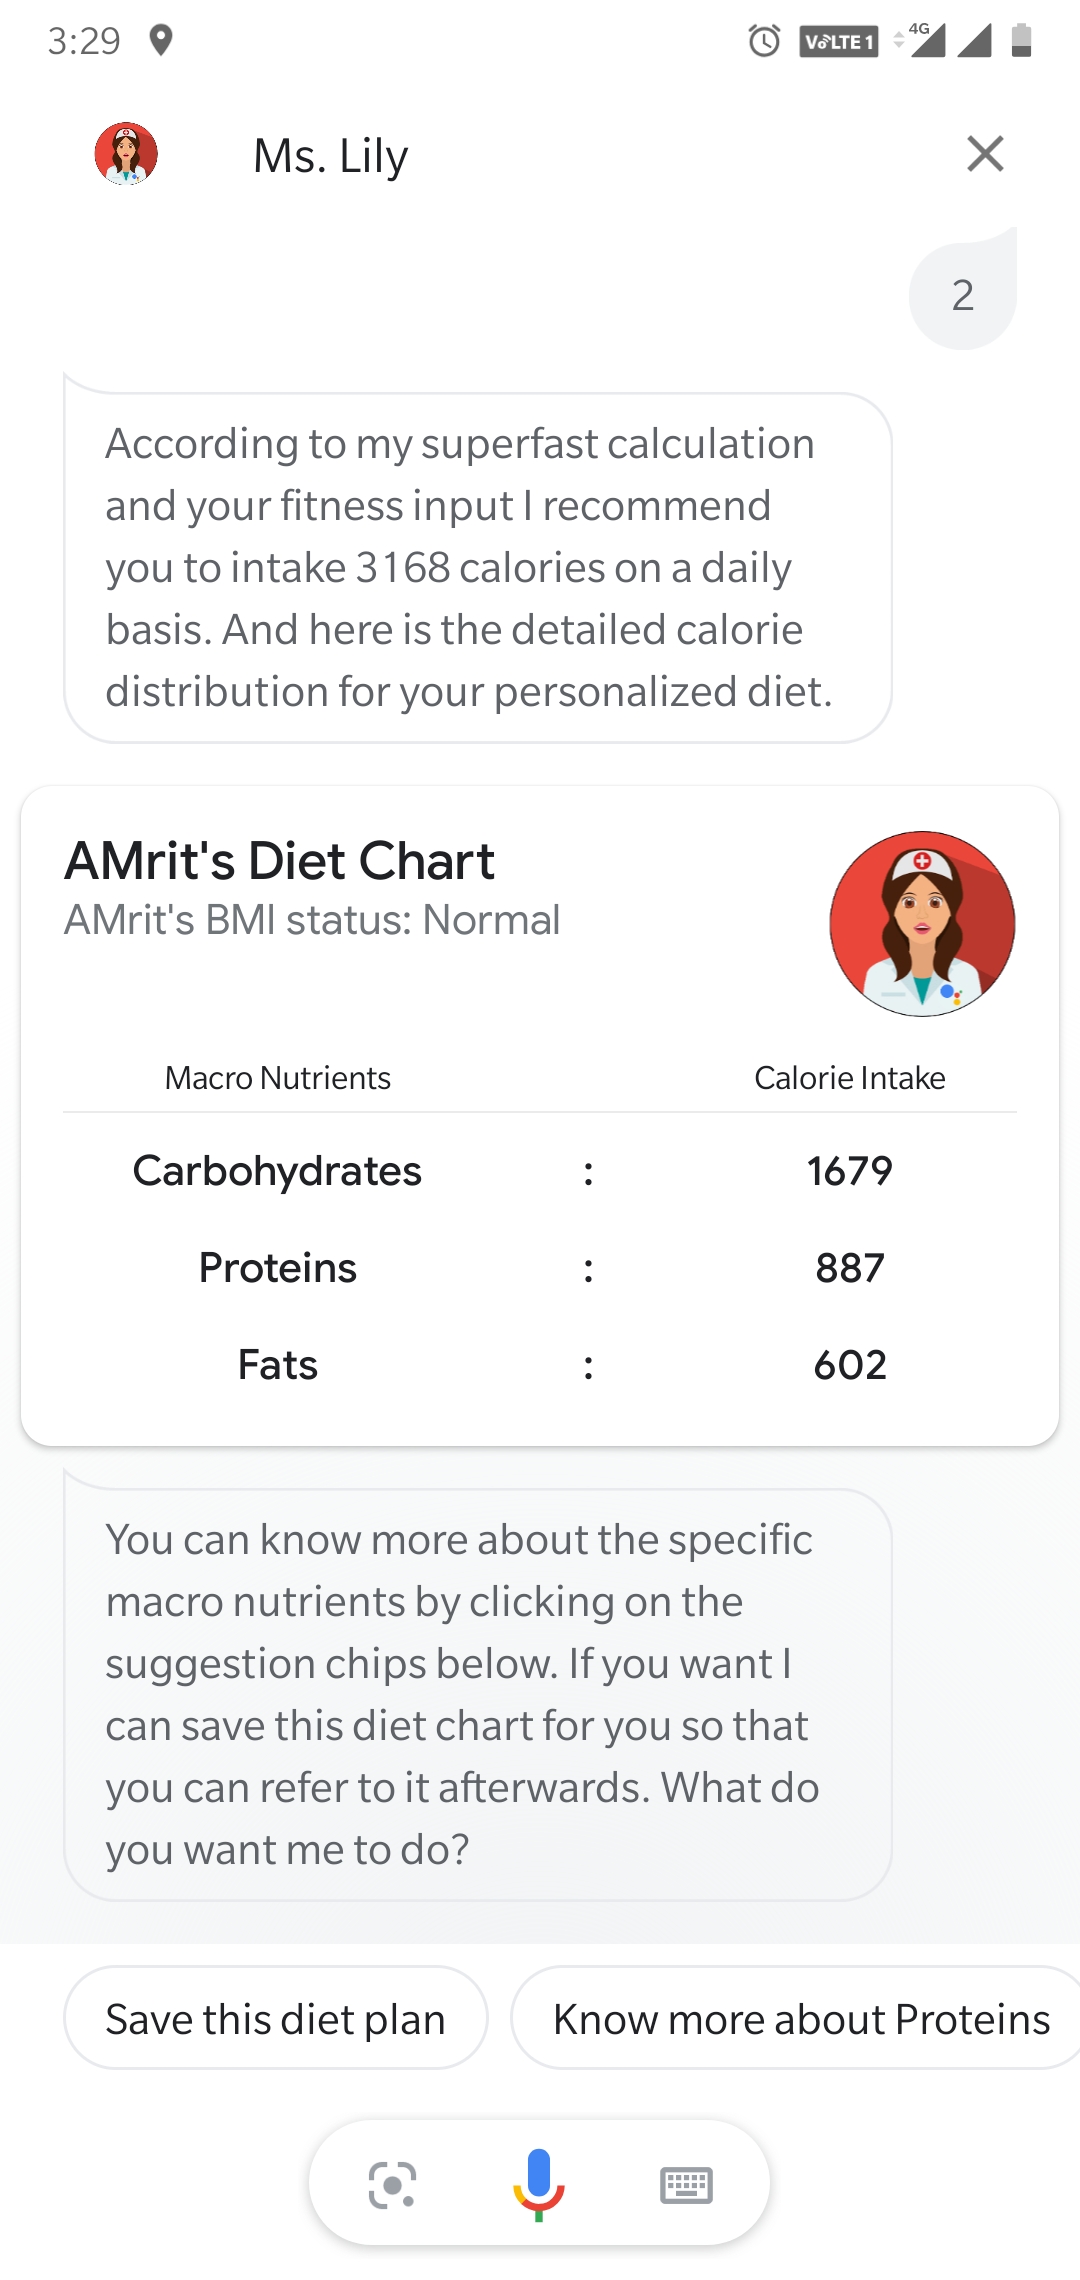 3:29
VoLTE 1
4G
Ms. Lily
2
According to my superfast calculation
and your fitness input I recommend
you to intake 3168 calories on a daily
basis. And here is the detailed calorie
distribution for your personalized diet.
AMrit's Diet Chart
AMrit's BMI status: Normal
Macro Nutrients Calorie Intake
Carbohydrates : 1679
Proteins : 887
Fats : 602
You can know more about the specific
macro nutrients by clicking on the
suggestion chips below. If you want I
can save this diet chart for you so that
you can refer to it afterwards. What do
you want me to do?
Save this diet plan Know more about Proteins